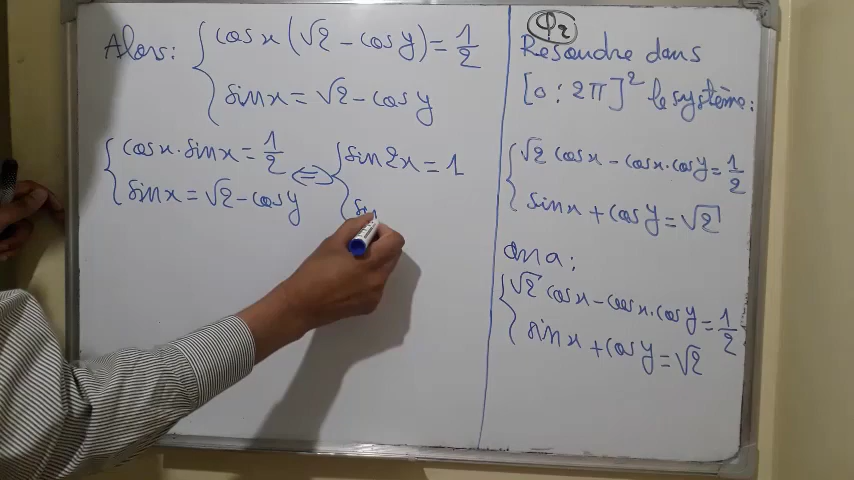 Alors: { cos x (√2 - cos y) = 1/2
sin x = √2 - cos y
{ cos x . sin x = 1/2 ⇔ { sin 2x = 1
sin x = √2 - cos y
φ2
Resoudre dans
[0 ; 2π]² le système :
{ √2 cos x - cos x . cos y = 1/2
sin x + cos y = √2
on a :
{ √2 cos x - cos x . cos y = 1/2
sin x + cos y = √2